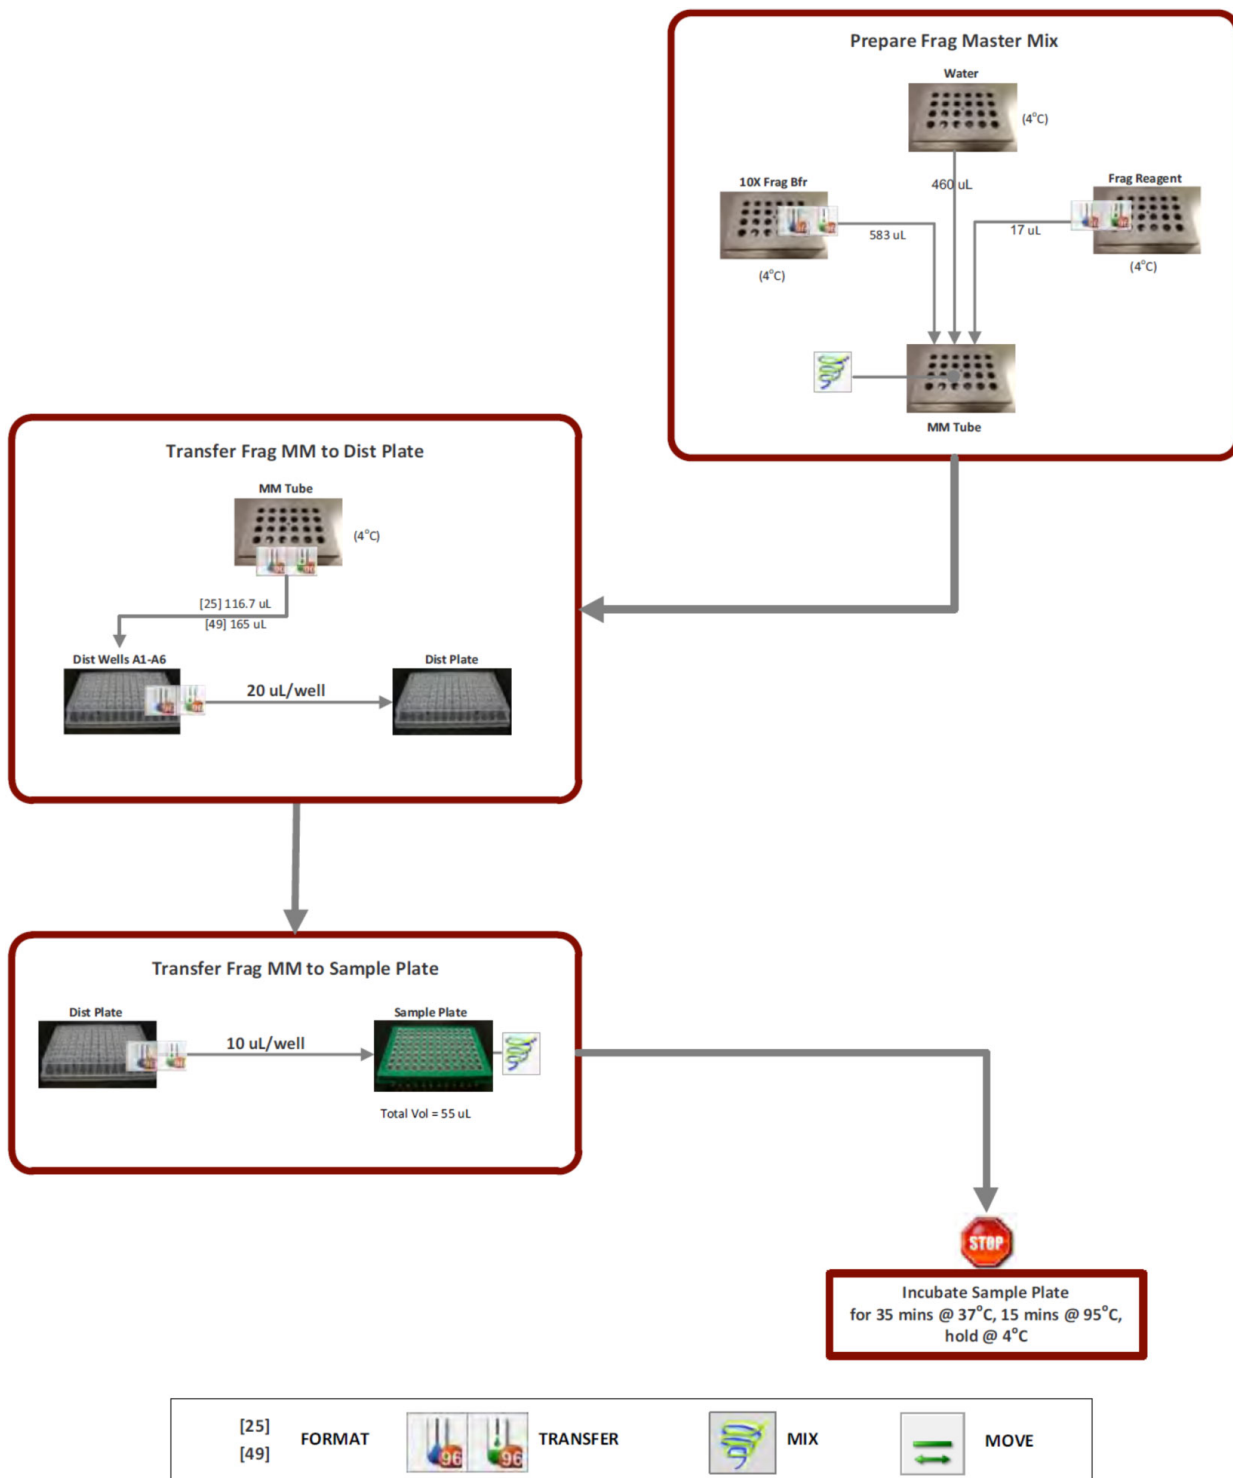 Prepare Frag Master Mix
Water
(4°C)
10X Frag Bfr
460 uL
Frag Reagent
583 uL
17 uL
(4°C)
(4°C)
MM Tube
Transfer Frag MM to Dist Plate
MM Tube
(4°C)
[25] 116.7 uL
[49] 165 uL
Dist Wells A1-A6
Dist Plate
20 uL/well
Transfer Frag MM to Sample Plate
Dist Plate
Sample Plate
10 uL/well
Total Vol = 55 uL
STOP
Incubate Sample Plate
for 35 mins @ 37°C, 15 mins @ 95°C,
hold @ 4°C
[25]
[49]
FORMAT
96
96
TRANSFER
MIX
MOVE